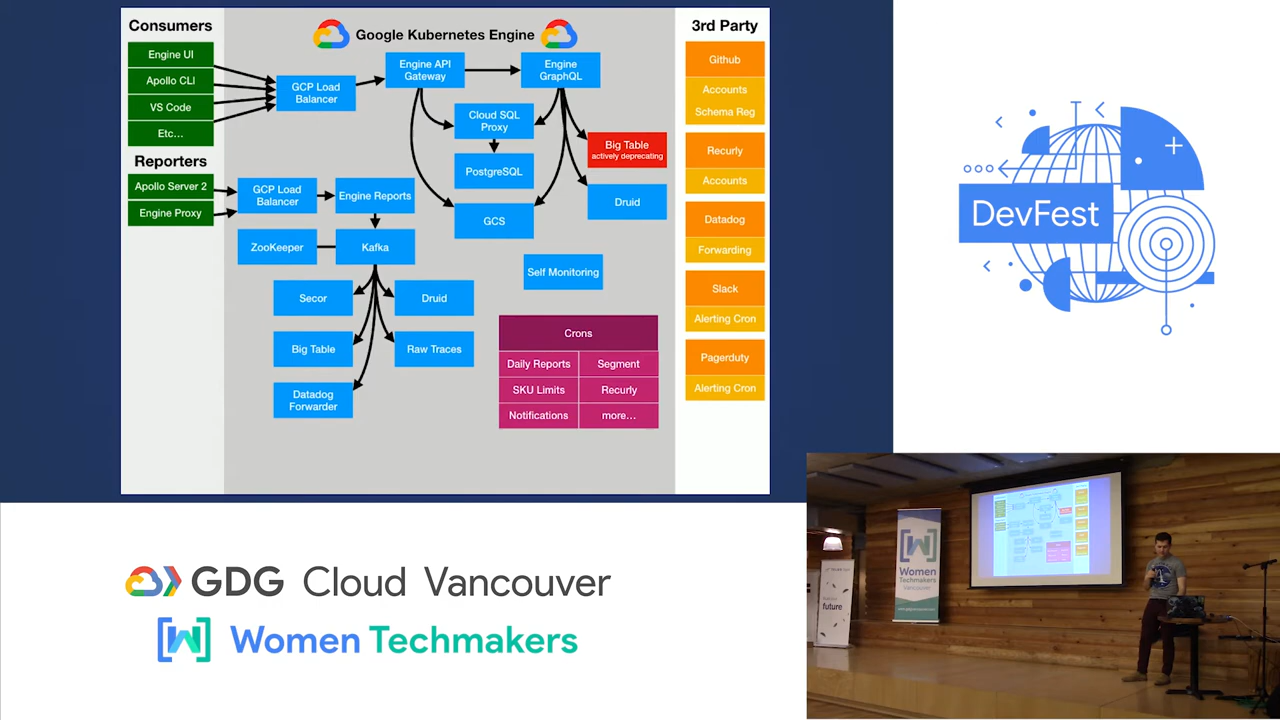 Consumers
Engine UI
Apollo CLI
VS Code
Etc...
Reporters
Apollo Server 2
Engine Proxy
Google Kubernetes Engine
GCP Load
Balancer
Engine API
Gateway
Engine
GraphQL
Cloud SQL
Proxy
PostgreSQL
GCS
Big Table
actively deprecating
Druid
GCP Load
Balancer
Engine Reports
ZooKeeper
Kafka
Secor
Druid
Big Table
Raw Traces
Datadog
Forwarder
Self Monitoring
Crons
Daily Reports
Segment
SKU Limits
Recurly
Notifications
more...
3rd Party
Github
Accounts
Schema Reg
Recurly
Accounts
Datadog
Forwarding
Slack
Alerting Cron
Pagerduty
Alerting Cron
DevFest
GDG Cloud Vancouver
[W] Women Techmakers
Women
Techmakers
Vancouver
future